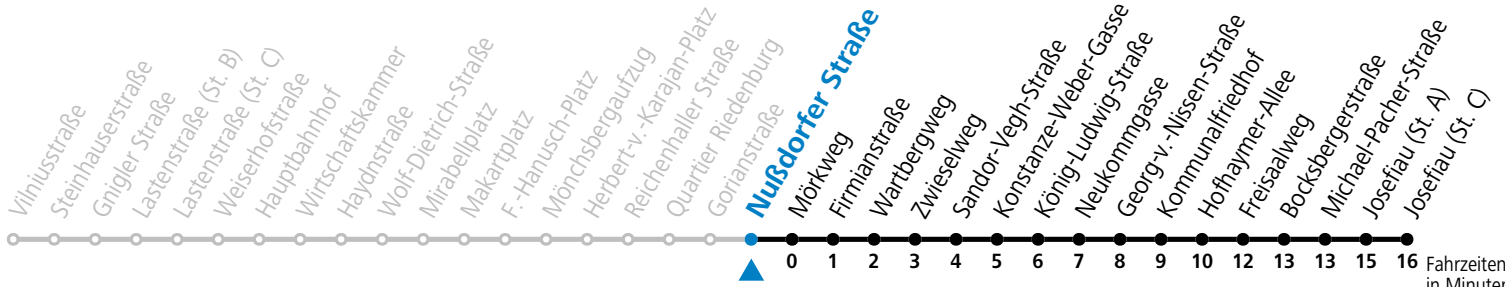 Vilniusstraße
Steinhauserstraße
Gnigler Straße
Lastenstraße (St. B)
Lastenstraße (St. C)
Weiserhofstraße
Hauptbahnhof
Wirtschaftskammer
Haydnstraße
Wolf-Dietrich-Straße
Mirabellplatz
Makartplatz
F.-Hanusch-Platz
Mönchsbergaufzug
Herbert-v. Karajan-Platz
Reichenhaller Straße
Quartier Riedenburg
Gorianstraße
Nußdorfer Straße
Mörkweg
Firmianstraße
Wartbergweg
Zwieselweg
Sandor-Vegh-Straße
Konstanze-Weber-Gasse
König-Ludwig-Straße
Neukommgasse
Georg-v.-Nissen-Straße
Kommunalfriedhof
Hofhaymer-Allee
Freisaalweg
Bocksbergerstraße
Michael-Pacher-Straße
Josefiau (St. A)
Josefiau (St. C)
0 1 2 3 4 5 6 7 8 9 10 12 13 13 15 16
Fahrzeiten
in Minuten